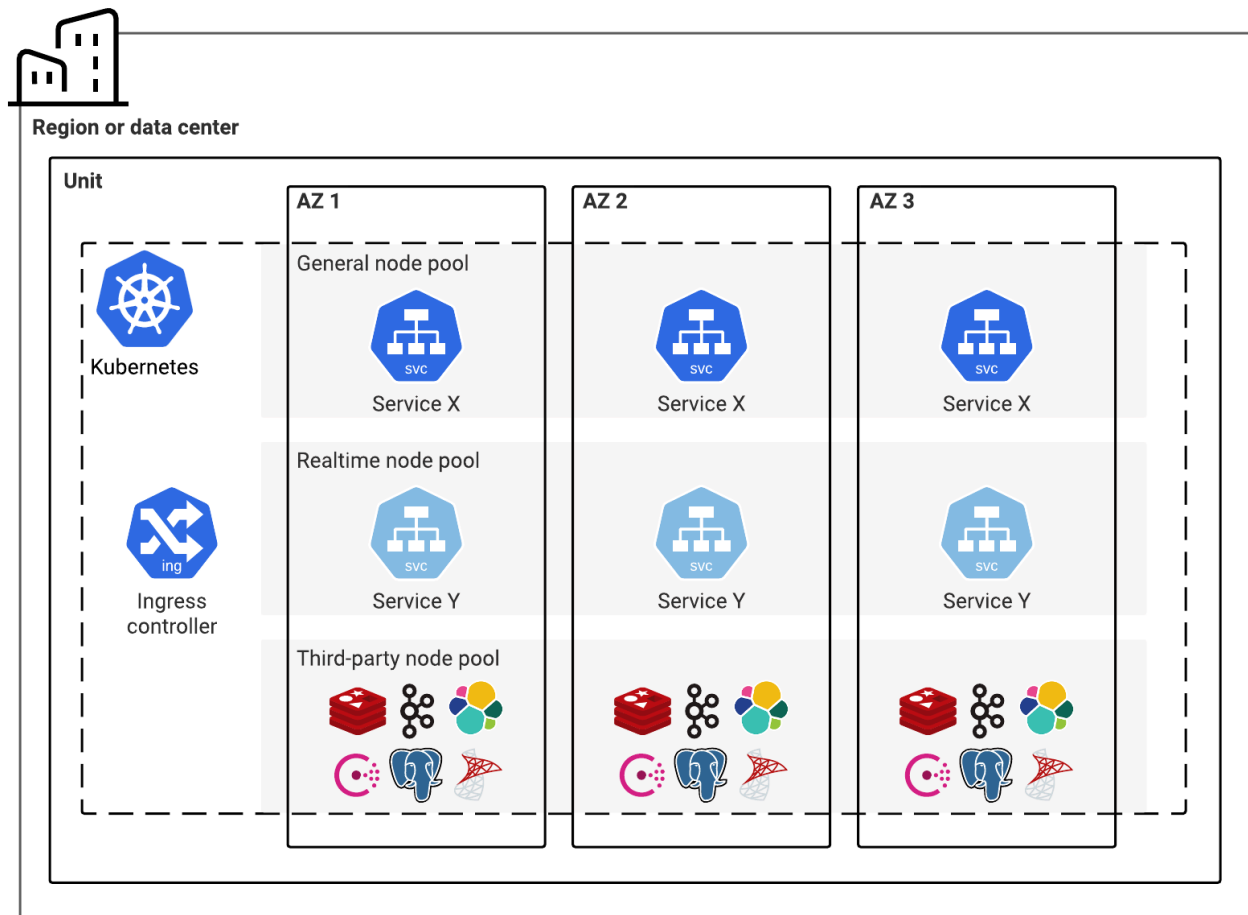 Region or data center
Unit
AZ 1
AZ 2
AZ 3
General node pool
Kubernetes
svc
svc
svc
Service X
Service X
Service X
Realtime node pool
ing
svc
svc
svc
Ingress
controller
Service Y
Service Y
Service Y
Third-party node pool